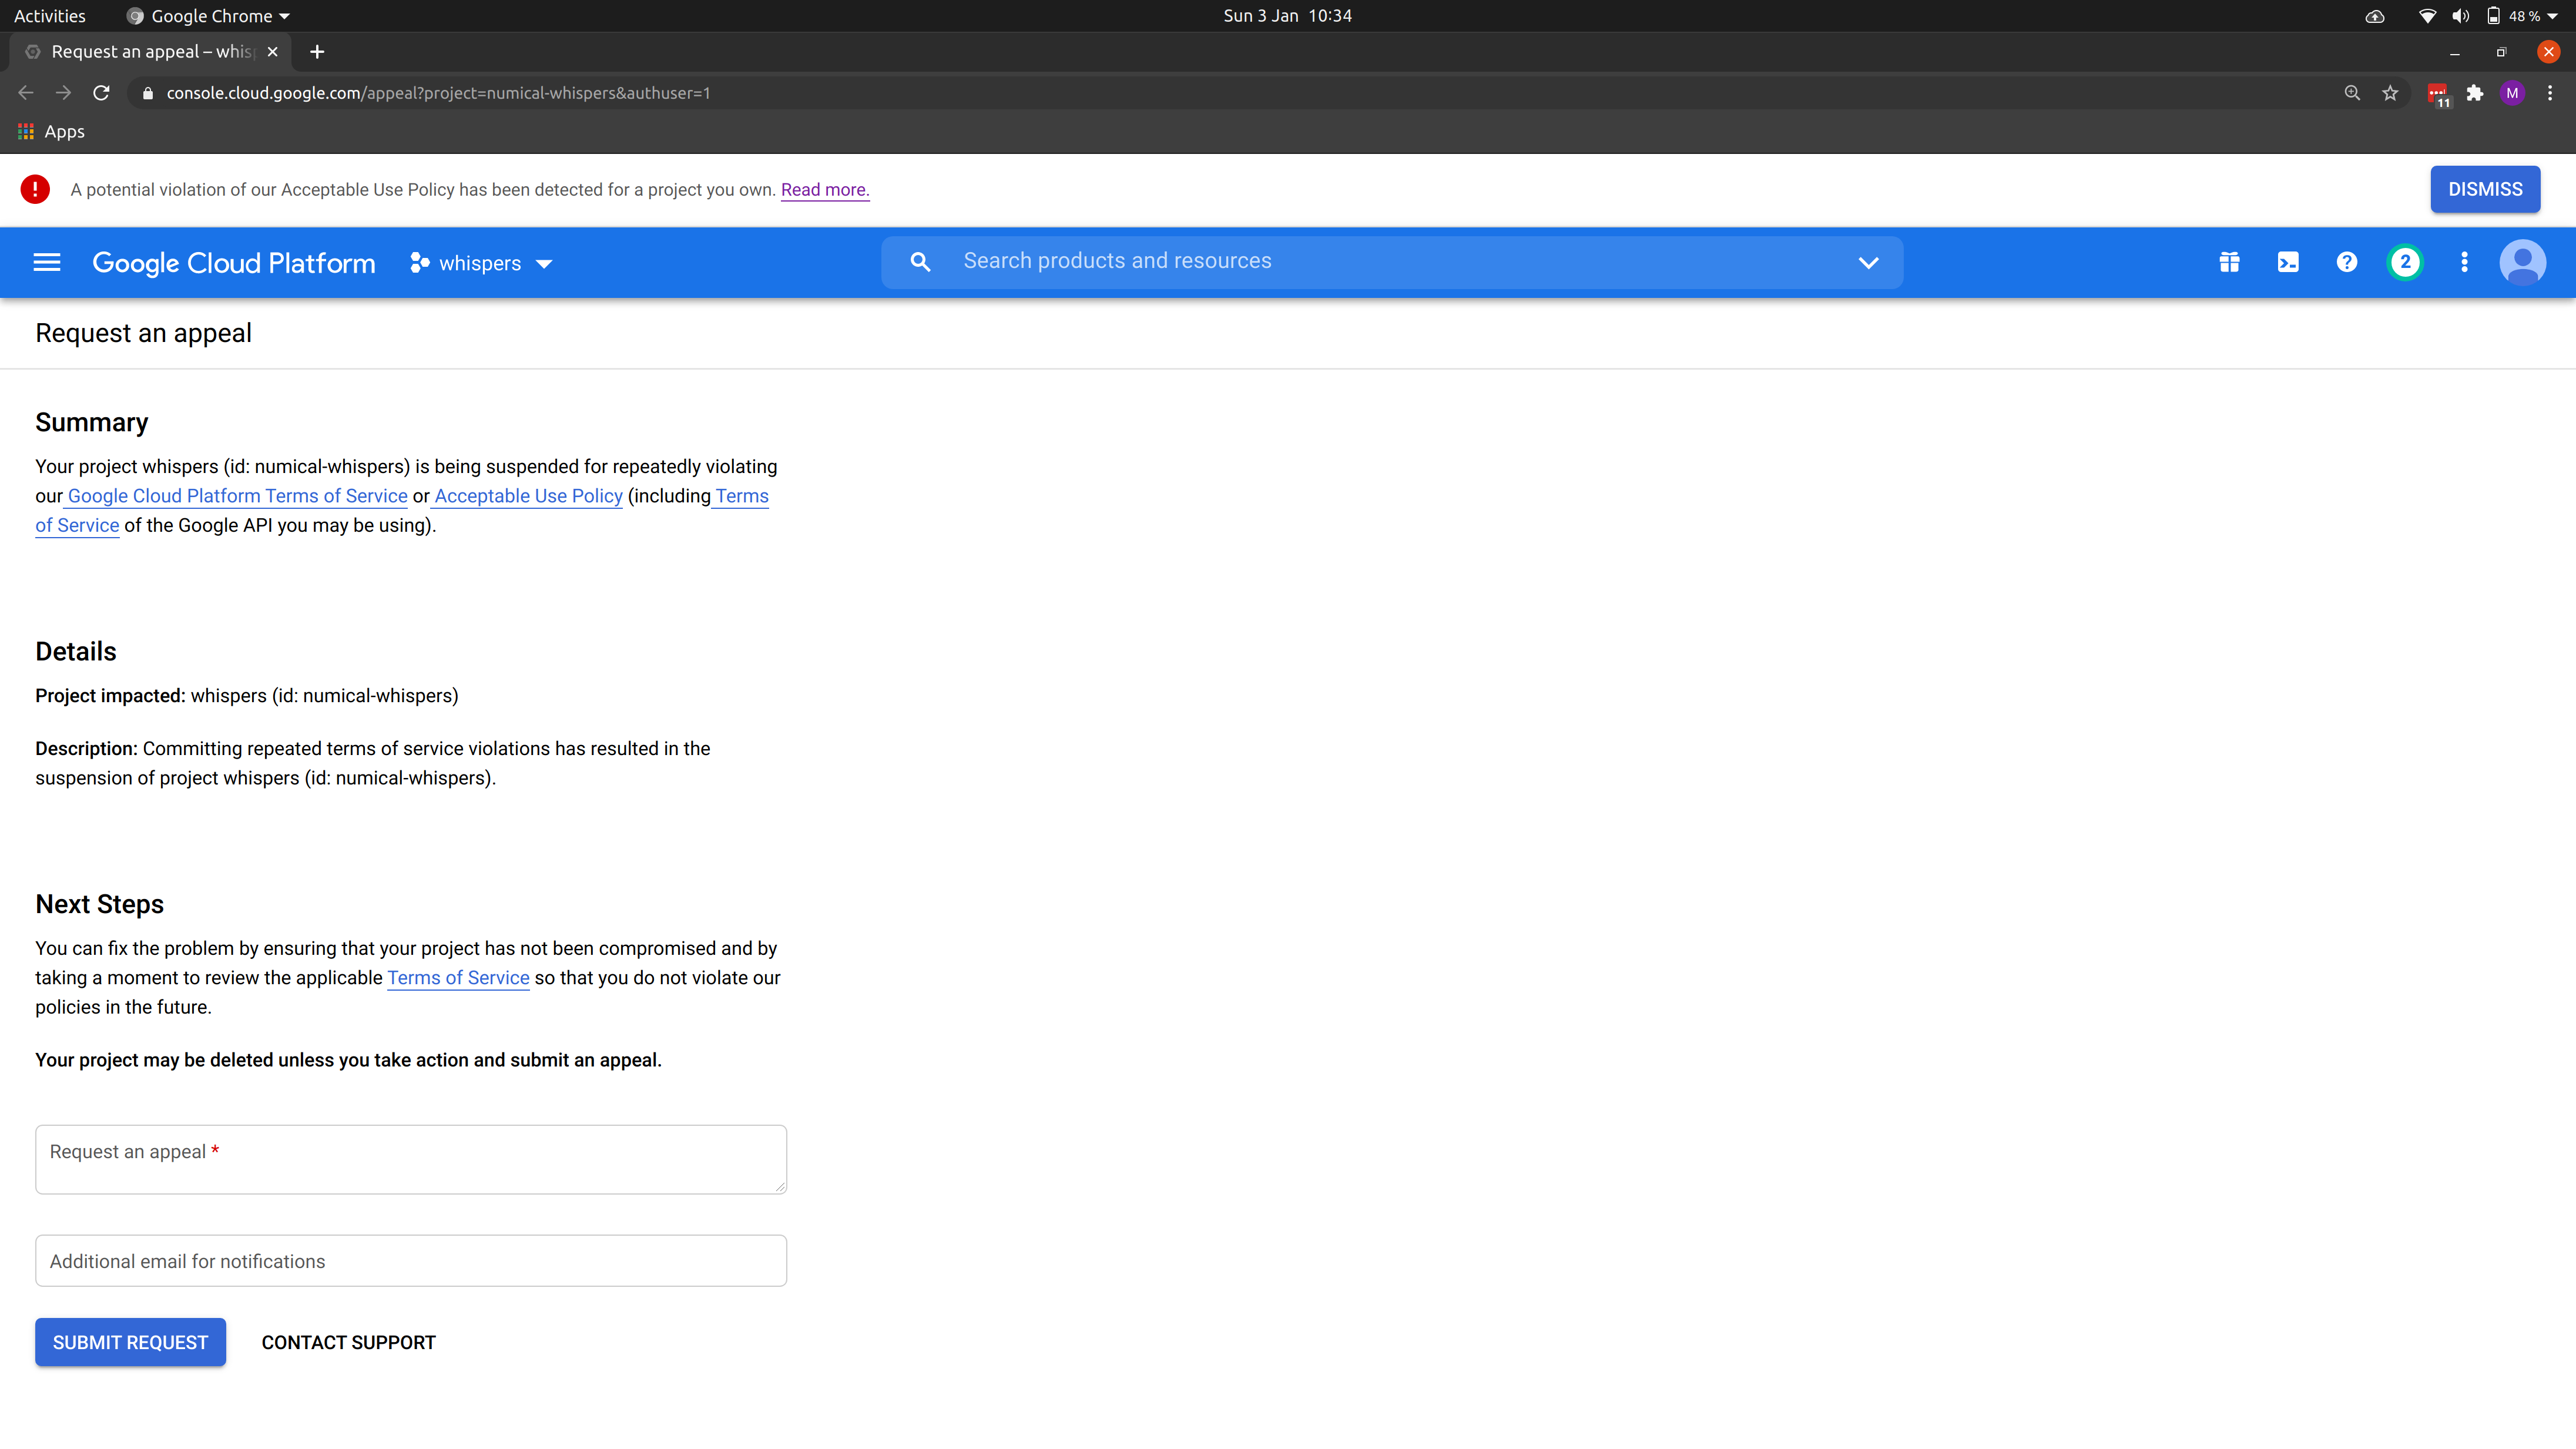 Activities Google Chrome Sun 3 Jan 10:34 48 %
Request an appeal – whisp
console.cloud.google.com/appeal?project=numical-whispers&authuser=1 11 M
Apps
A potential violation of our Acceptable Use Policy has been detected for a project you own. Read more. DISMISS
Google Cloud Platform whispers Search products and resources 2
Request an appeal
Summary
Your project whispers (id: numical-whispers) is being suspended for repeatedly violating
our Google Cloud Platform Terms of Service or Acceptable Use Policy (including Terms
of Service of the Google API you may be using).
Details
Project impacted: whispers (id: numical-whispers)
Description: Committing repeated terms of service violations has resulted in the
suspension of project whispers (id: numical-whispers).
Next Steps
You can fix the problem by ensuring that your project has not been compromised and by
taking a moment to review the applicable Terms of Service so that you do not violate our
policies in the future.
Your project may be deleted unless you take action and submit an appeal.
Request an appeal *
Additional email for notifications
SUBMIT REQUEST CONTACT SUPPORT